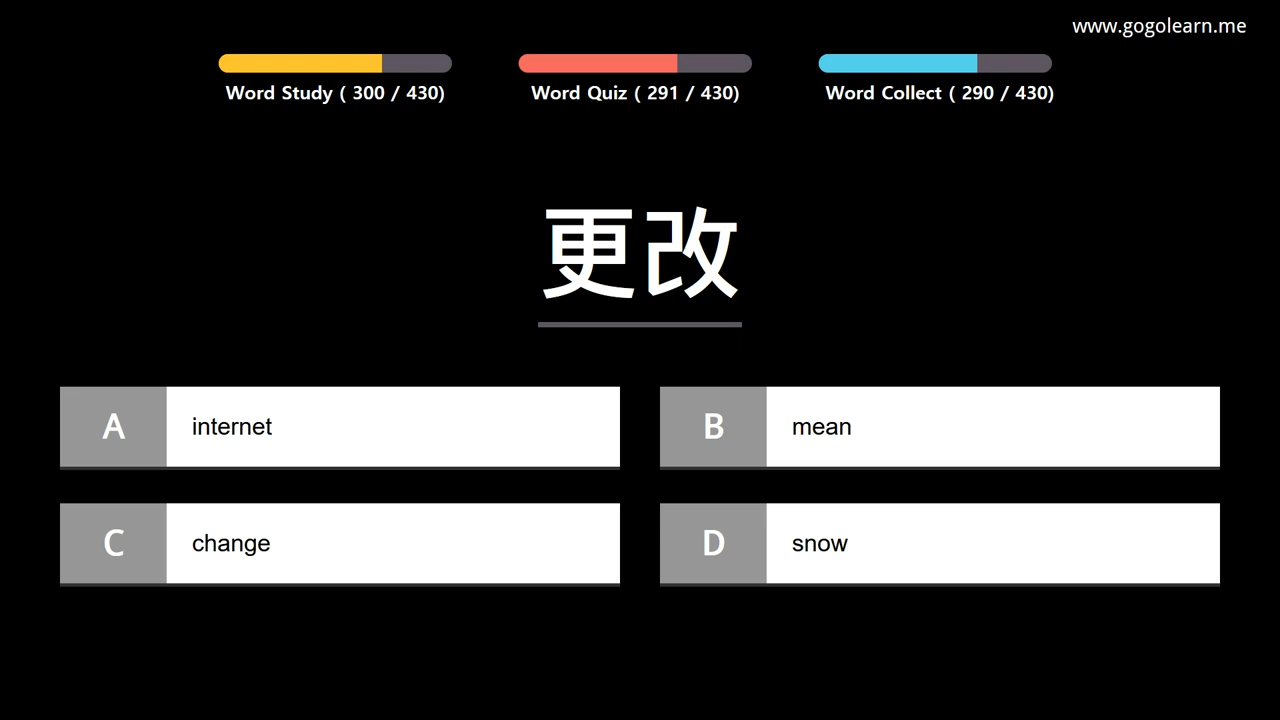 www.gogolearn.me
Word Study ( 300 / 430)
Word Quiz ( 291 / 430)
Word Collect ( 290 / 430)
更改
A internet
B mean
C change
D snow